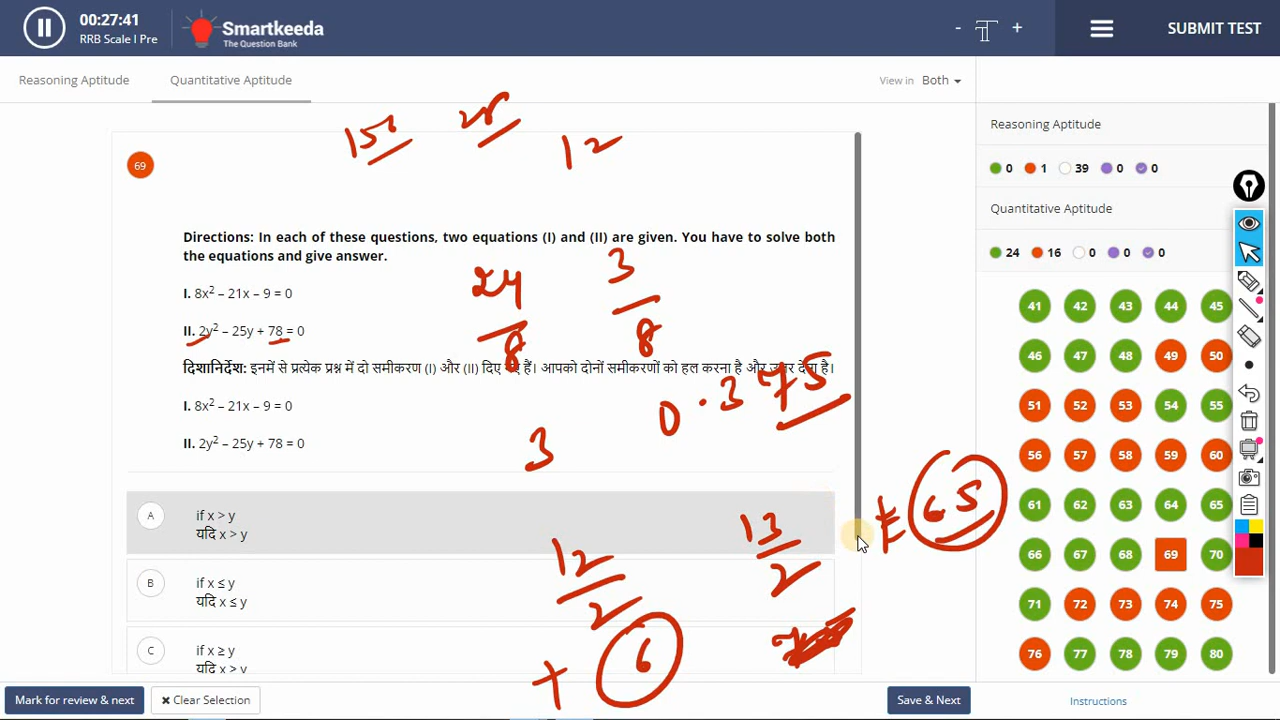 00:27:41
RRB Scale I Pre
Smartkeeda
The Question Bank
- T +
SUBMIT TEST
Reasoning Aptitude
Quantitative Aptitude
View in Both
156 28 12
69
Directions: In each of these questions, two equations (I) and (II) are given. You have to solve both
the equations and give answer.
I. 8x² – 21x – 9 = 0
II. 2y² – 25y + 78 = 0
24/8 3/8
दिशानिर्देश: इनमें से प्रत्येक प्रश्न में दो समीकरण (I) और (II) दिए गए हैं। आपको दोनों समीकरणों को हल करना है और उत्तर देना है।
I. 8x² – 21x – 9 = 0
II. 2y² – 25y + 78 = 0
3 0.375
A if x > y
यदि x > y
12/2 13/2
6.5
B if x ≤ y
यदि x ≤ y
+ 6
C if x ≥ y
यदि x ≥ y
Mark for review & next
Clear Selection
Save & Next
Reasoning Aptitude
0 1 39 0 0
Quantitative Aptitude
24 16 0 0 0
41 42 43 44 45
46 47 48 49 50
51 52 53 54 55
56 57 58 59 60
61 62 63 64 65
66 67 68 69 70
71 72 73 74 75
76 77 78 79 80
Instructions